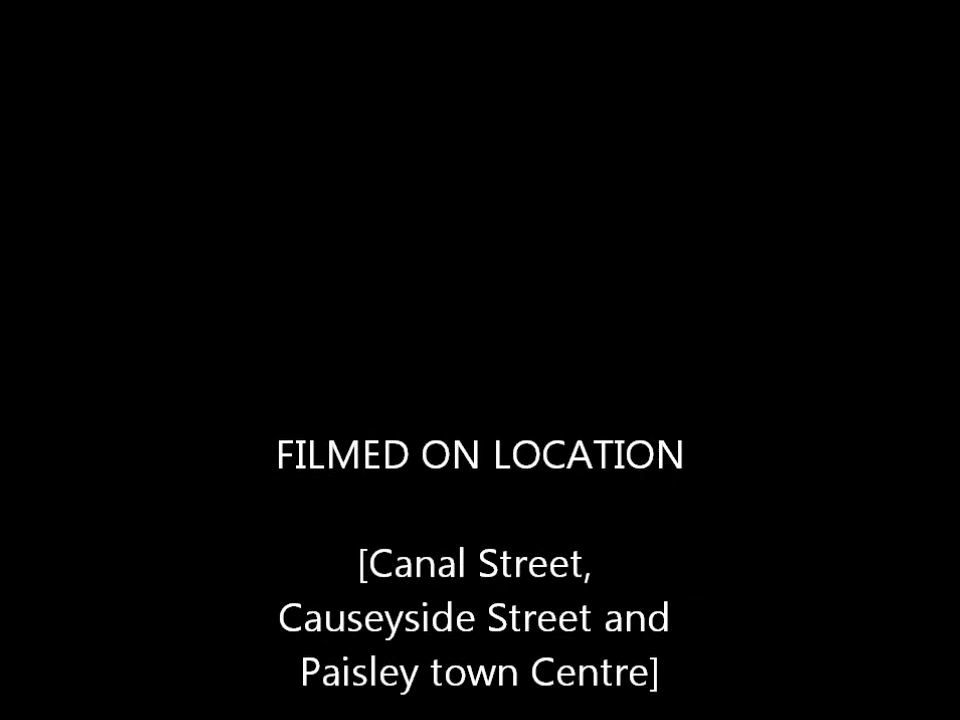 FILMED ON LOCATION
[Canal Street,
Causeyside Street and
Paisley town Centre]